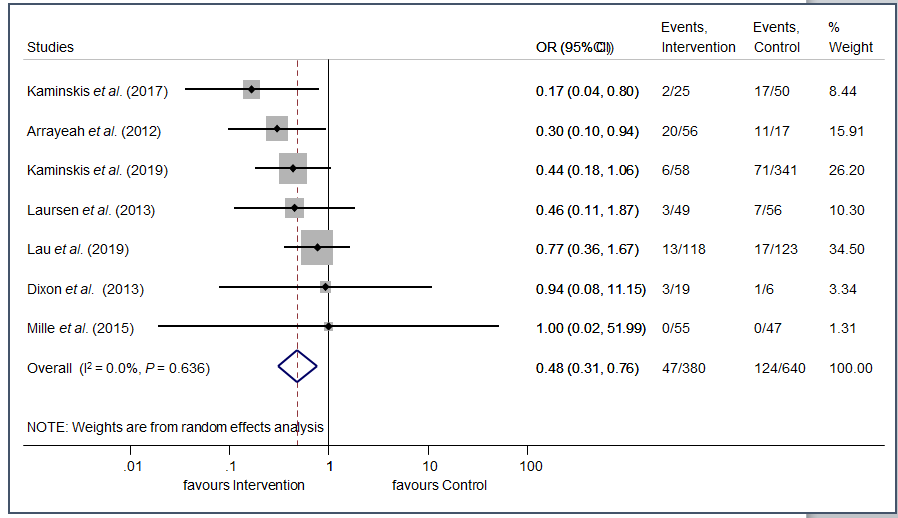 Events, Events, %
Studies OR (95% CI) Intervention Control Weight
Kaminskis et al. (2017) 0.17 (0.04, 0.80) 2/25 17/50 8.44
Arrayeah et al. (2012) 0.30 (0.10, 0.94) 20/56 11/17 15.91
Kaminskis et al. (2019) 0.44 (0.18, 1.06) 6/58 71/341 26.20
Laursen et al. (2013) 0.46 (0.11, 1.87) 3/49 7/56 10.30
Lau et al. (2019) 0.77 (0.36, 1.67) 13/118 17/123 34.50
Dixon et al. (2013) 0.94 (0.08, 11.15) 3/19 1/6 3.34
Mille et al. (2015) 1.00 (0.02, 51.99) 0/55 0/47 1.31
Overall (I² = 0.0%, P = 0.636) 0.48 (0.31, 0.76) 47/380 124/640 100.00
NOTE: Weights are from random effects analysis
.01 .1 1 10 100
favours Intervention favours Control